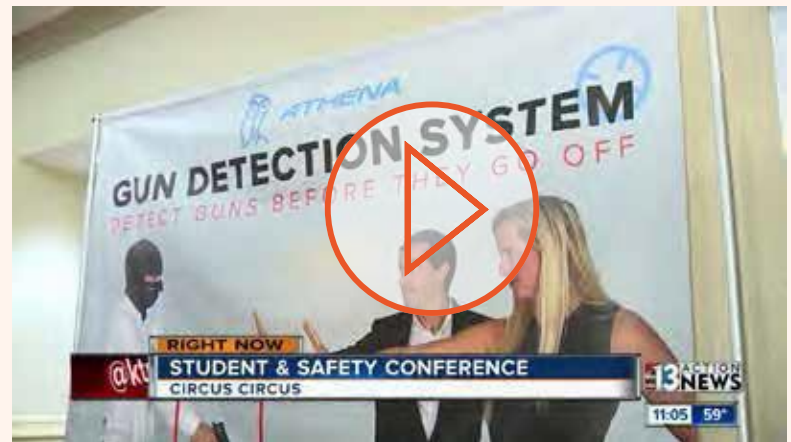 ATHENA
GUN DETECTION SYSTEM
DETECT GUNS BEFORE THEY GO OFF
RIGHT NOW
@kt
STUDENT & SAFETY CONFERENCE
CIRCUS CIRCUS
13 ACTION NEWS
11:05 59°